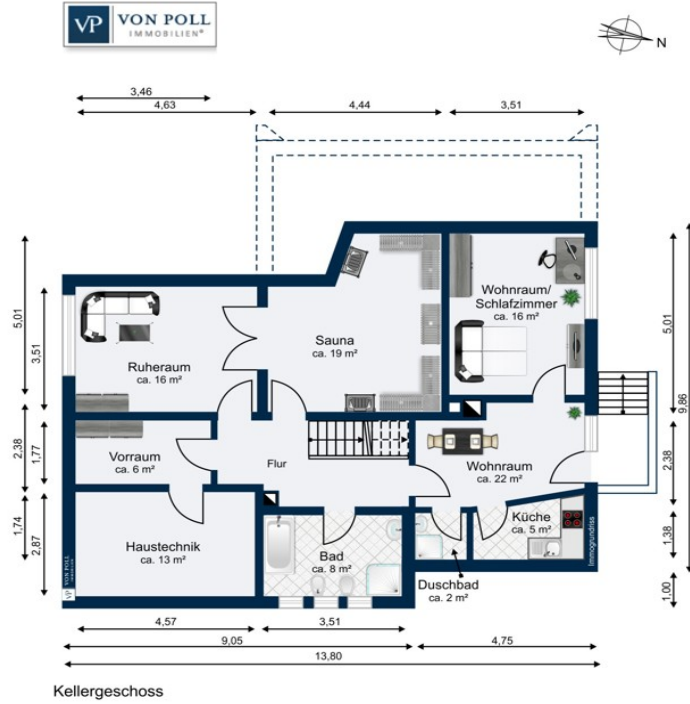 VP VON POLL
IMMOBILIEN®
N
3,46
4,63
4,44
3,51
5,01
3,51
2,38
1,77
1,74
2,87
Ruheraum
ca. 16 m²
Sauna
ca. 19 m²
Wohnraum/
Schlafzimmer
ca. 16 m²
Vorraum
ca. 6 m²
Flur
Wohnraum
ca. 22 m²
Haustechnik
ca. 13 m²
Bad
ca. 8 m²
Küche
ca. 5 m²
Duschbad
ca. 2 m²
VP VON POLL
Immogrundriss
5,01
9,86
2,38
1,38
1,00
4,57
3,51
9,05
4,75
13,80
Kellergeschoss